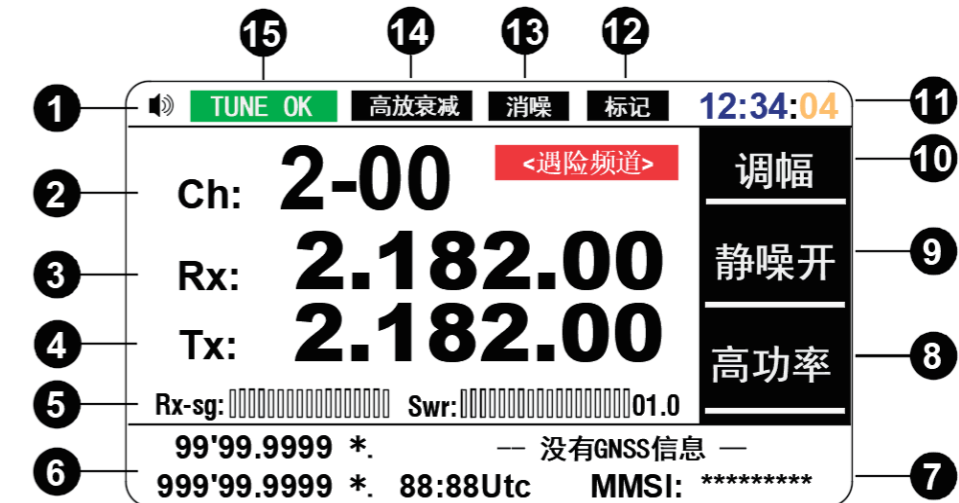 15 14 13 12
1 TUNE OK 高放衰减 消噪 标记 12:34:04 11
2 Ch: 2-00 <遇险频道> 调幅 10
3 Rx: 2.182.00 静噪开 9
4 Tx: 2.182.00 高功率 8
5 Rx-sg: Swr: 01.0
6 99'99.9999 *. -- 没有GNSS信息 —
999'99.9999 *. 88:88Utc MMSI: ********* 7